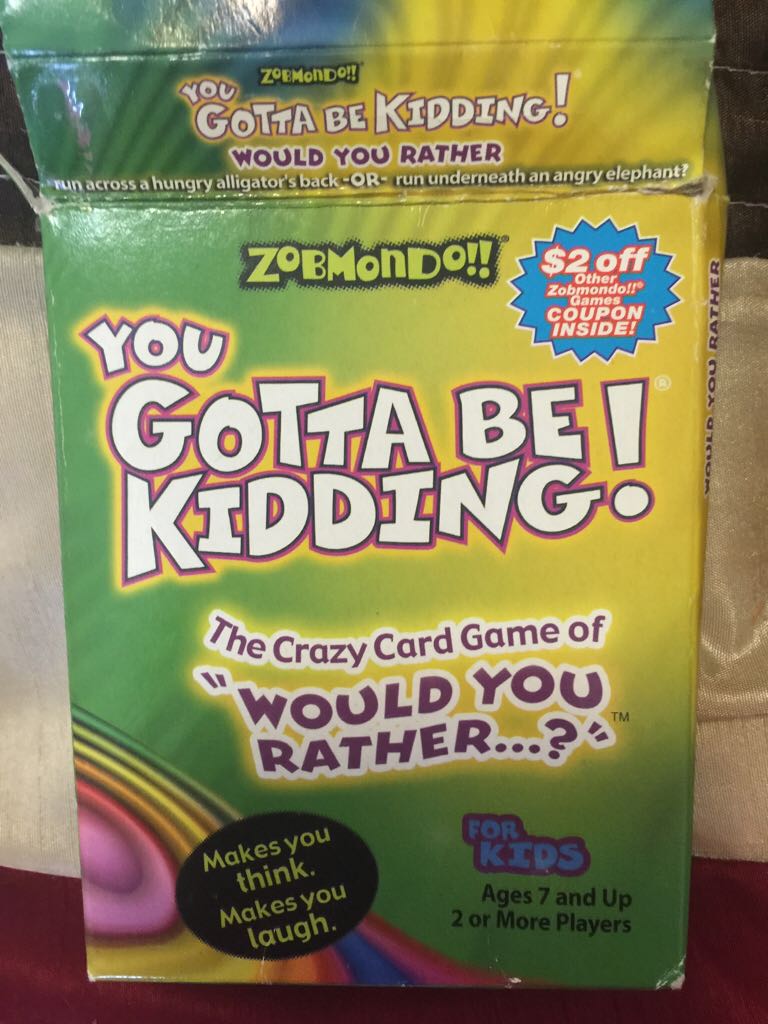 ZOBMONDO!!
YOU
GOTTA BE KIDDING!
WOULD YOU RATHER
run across a hungry alligator's back -OR- run underneath an angry elephant?
ZOBMONDO!!
$2 off
Other
Zobmondo!!®
Games
COUPON
INSIDE!
YOU
GOTTA BE
KIDDING!®
The Crazy Card Game of
"WOULD YOU
RATHER...?"™
Makes you
think.
Makes you
laugh.
FOR
KIDS
Ages 7 and Up
2 or More Players
WOULD YOU RATHER